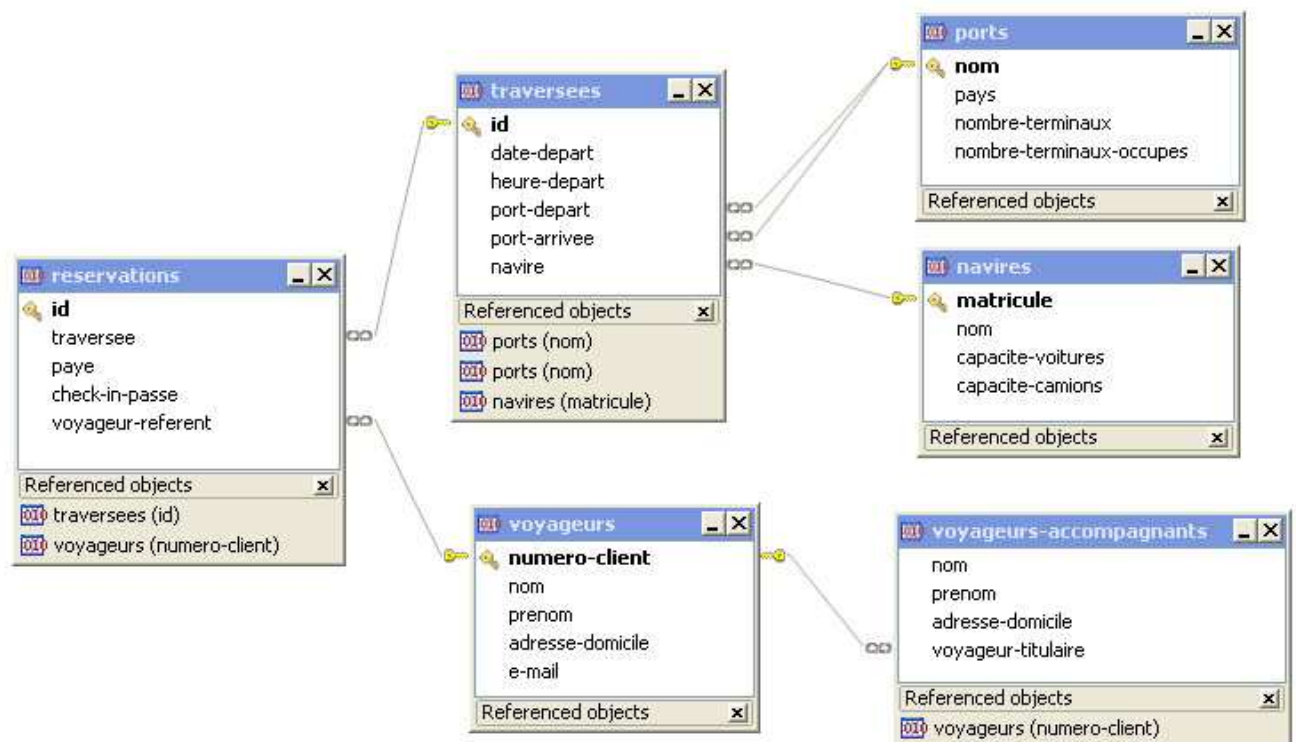 reservations
id
traversee
paye
check-in-passe
voyageur-referent
Referenced objects
traversees (id)
voyageurs (numero-client)
traversees
id
date-depart
heure-depart
port-depart
port-arrivee
navire
Referenced objects
ports (nom)
ports (nom)
navires (matricule)
ports
nom
pays
nombre-terminaux
nombre-terminaux-occupes
Referenced objects
navires
matricule
nom
capacite-voitures
capacite-camions
Referenced objects
voyageurs
numero-client
nom
prenom
adresse-domicile
e-mail
Referenced objects
voyageurs-accompagnants
nom
prenom
adresse-domicile
voyageur-titulaire
Referenced objects
voyageurs (numero-client)